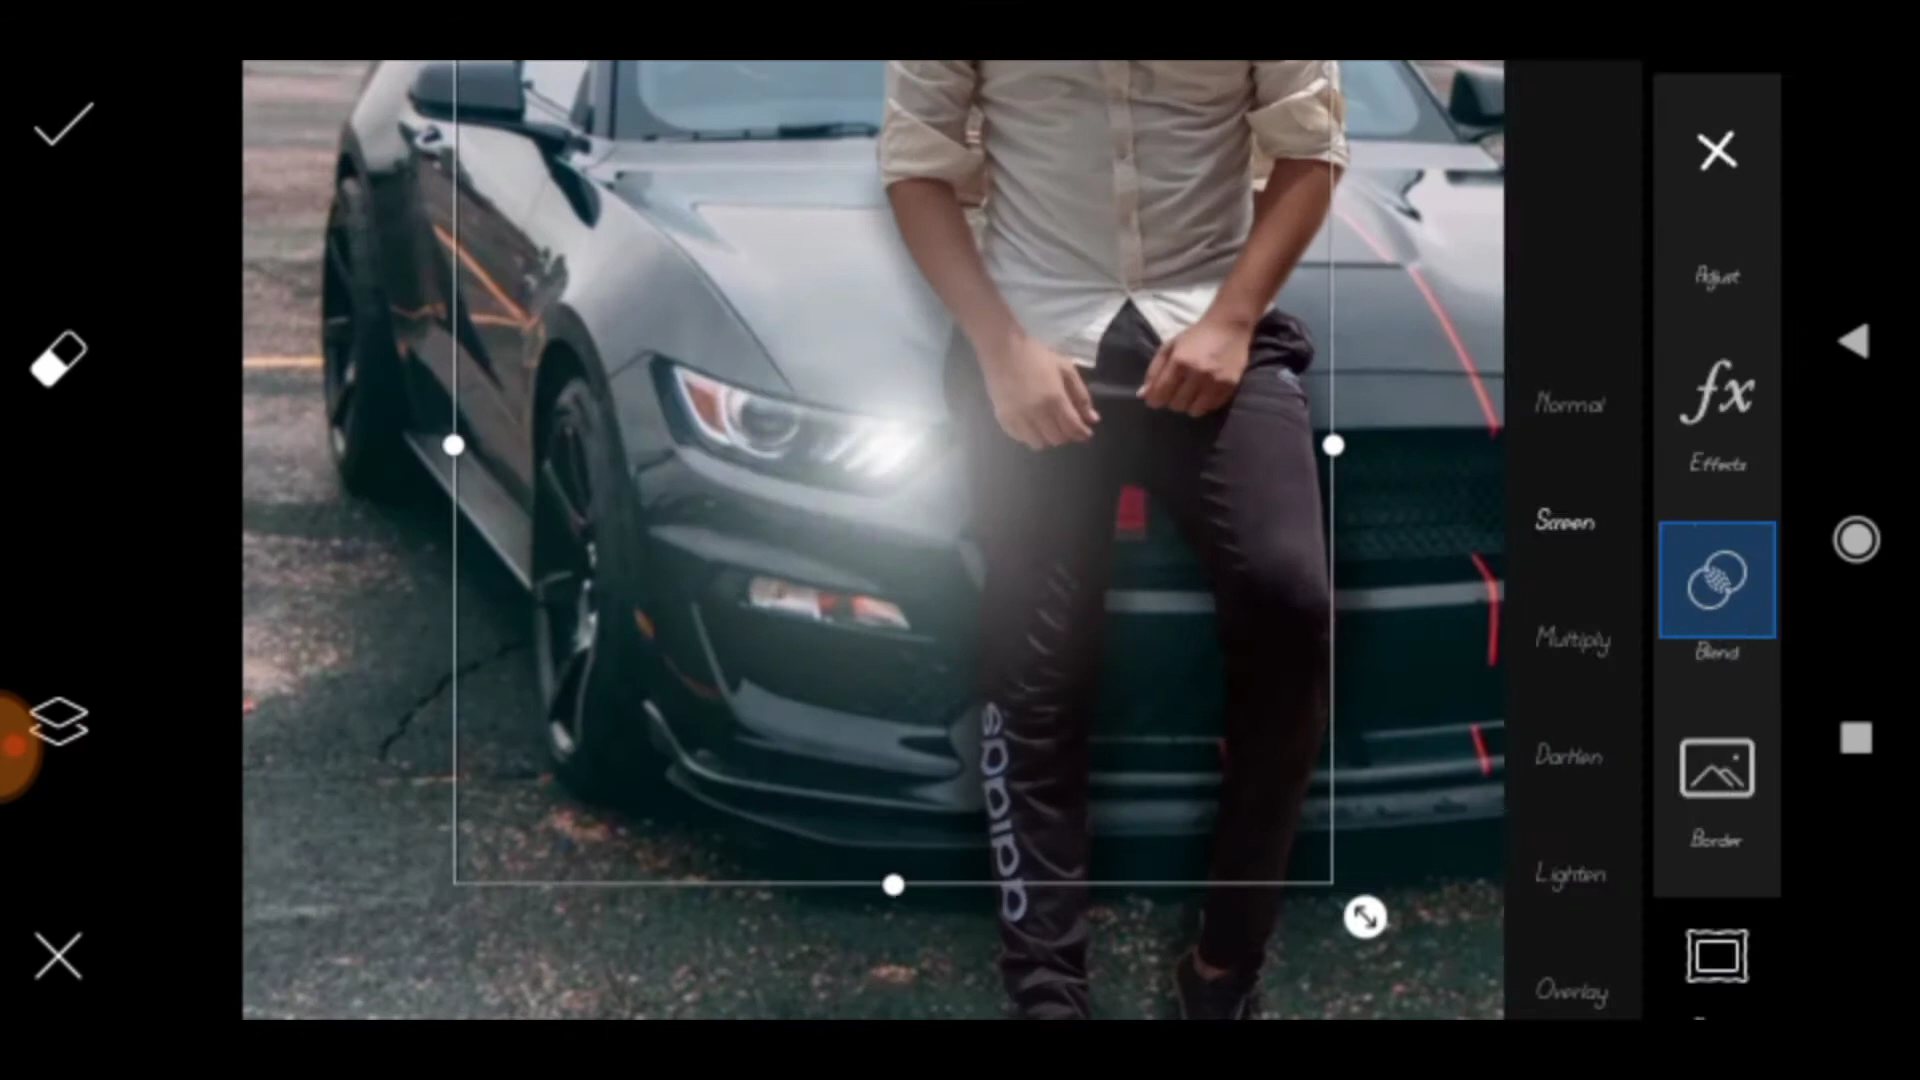 Adjust
fx
Effects
Blend
Border
Normal
Screen
Multiply
Darken
Lighten
Overlay
adidas